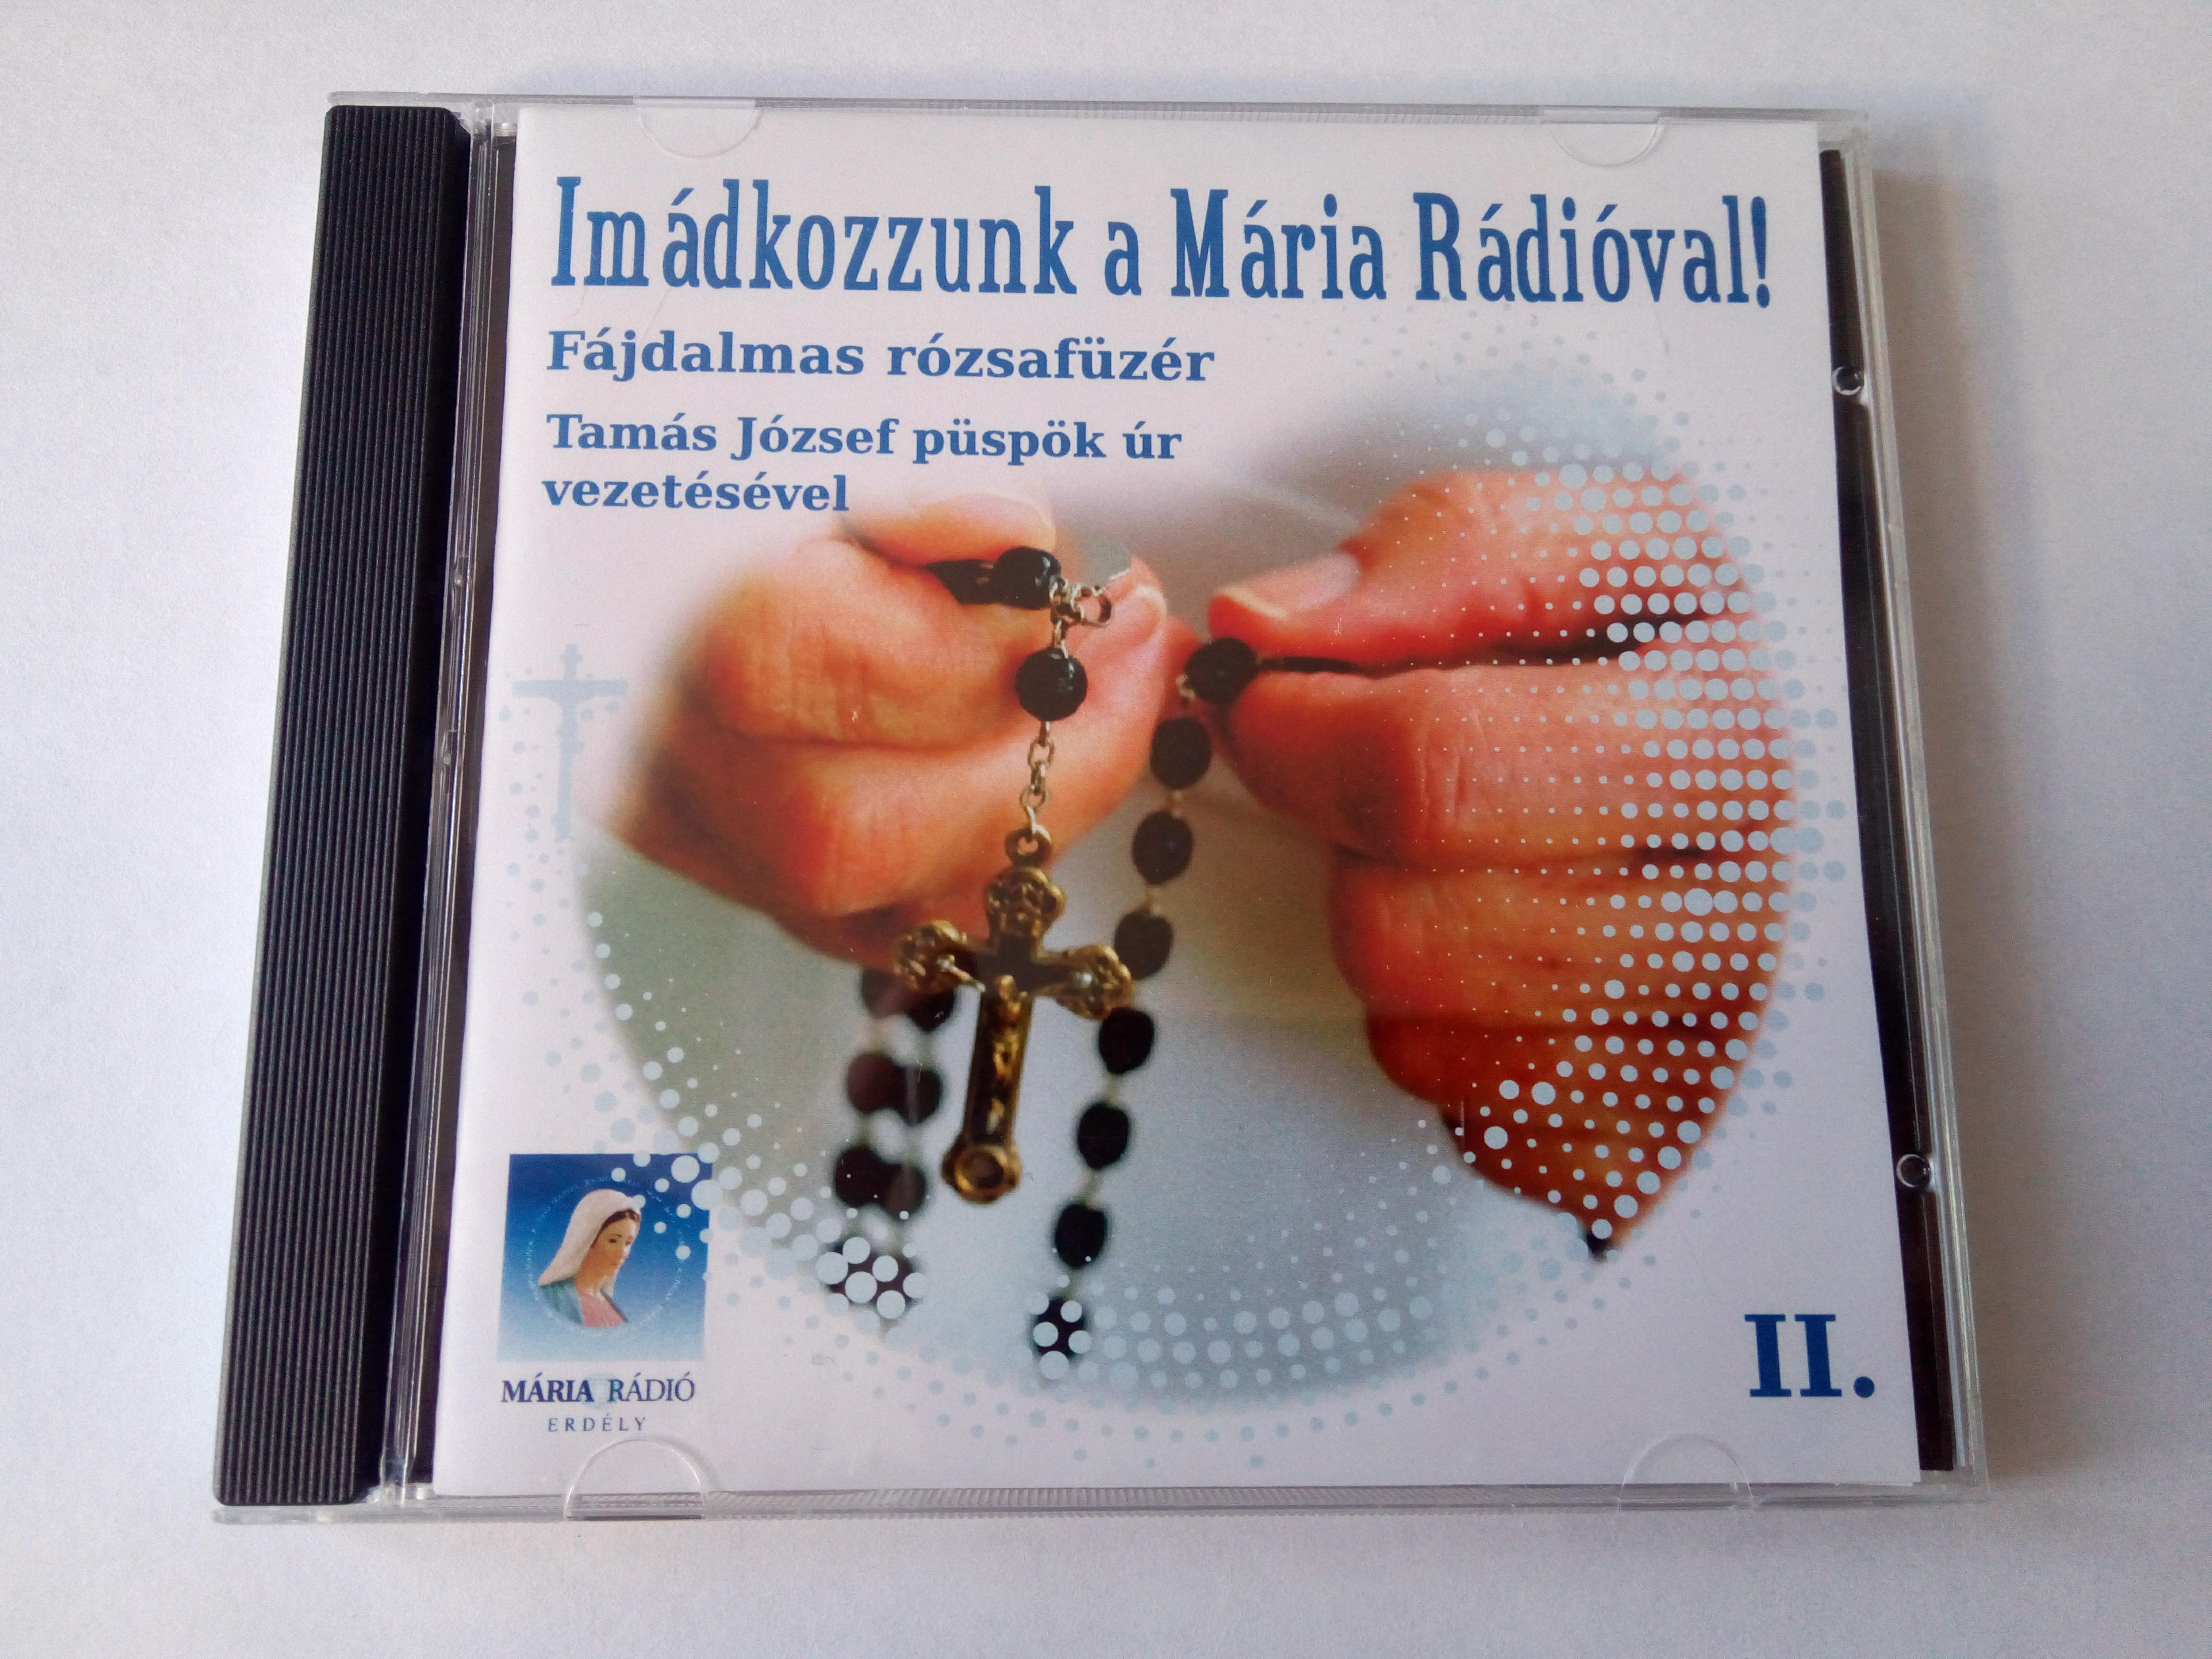 Imádkozzunk a Mária Rádióval!
Fájdalmas rózsafüzér
Tamás József püspök úr
vezetésével
MÁRIA RÁDIÓ
ERDÉLY
II.